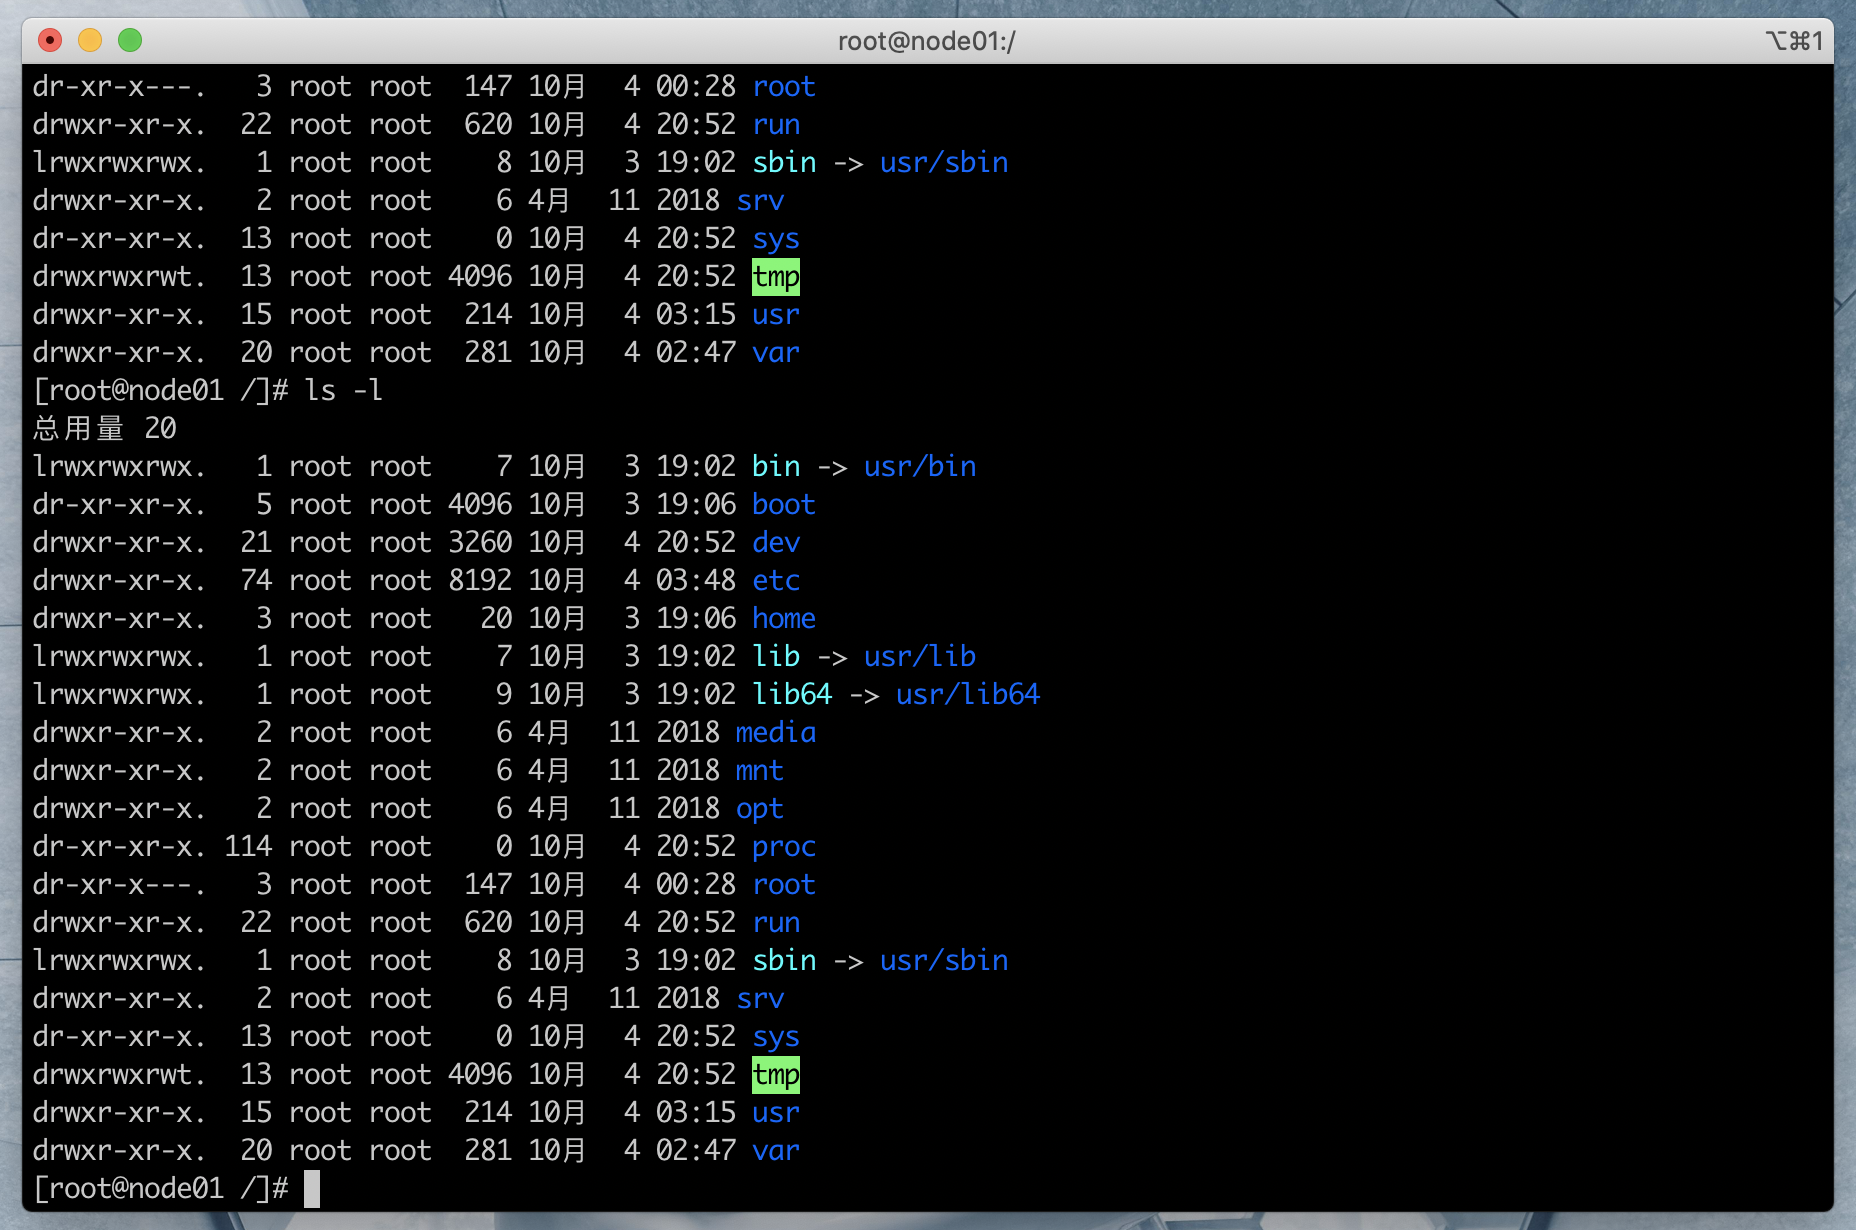 root@node01:/ ⌥⌘1
dr-xr-x---.   3 root root  147 10月  4 00:28 root
drwxr-xr-x.  22 root root  620 10月  4 20:52 run
lrwxrwxrwx.   1 root root    8 10月  3 19:02 sbin -> usr/sbin
drwxr-xr-x.   2 root root    6 4月  11 2018 srv
dr-xr-xr-x.  13 root root    0 10月  4 20:52 sys
drwxrwxrwt.  13 root root 4096 10月  4 20:52 tmp
drwxr-xr-x.  15 root root  214 10月  4 03:15 usr
drwxr-xr-x.  20 root root  281 10月  4 02:47 var
[root@node01 /]# ls -l
总用量 20
lrwxrwxrwx.   1 root root    7 10月  3 19:02 bin -> usr/bin
dr-xr-xr-x.   5 root root 4096 10月  3 19:06 boot
drwxr-xr-x.  21 root root 3260 10月  4 20:52 dev
drwxr-xr-x.  74 root root 8192 10月  4 03:48 etc
drwxr-xr-x.   3 root root   20 10月  3 19:06 home
lrwxrwxrwx.   1 root root    7 10月  3 19:02 lib -> usr/lib
lrwxrwxrwx.   1 root root    9 10月  3 19:02 lib64 -> usr/lib64
drwxr-xr-x.   2 root root    6 4月  11 2018 media
drwxr-xr-x.   2 root root    6 4月  11 2018 mnt
drwxr-xr-x.   2 root root    6 4月  11 2018 opt
dr-xr-xr-x. 114 root root    0 10月  4 20:52 proc
dr-xr-x---.   3 root root  147 10月  4 00:28 root
drwxr-xr-x.  22 root root  620 10月  4 20:52 run
lrwxrwxrwx.   1 root root    8 10月  3 19:02 sbin -> usr/sbin
drwxr-xr-x.   2 root root    6 4月  11 2018 srv
dr-xr-xr-x.  13 root root    0 10月  4 20:52 sys
drwxrwxrwt.  13 root root 4096 10月  4 20:52 tmp
drwxr-xr-x.  15 root root  214 10月  4 03:15 usr
drwxr-xr-x.  20 root root  281 10月  4 02:47 var
[root@node01 /]#